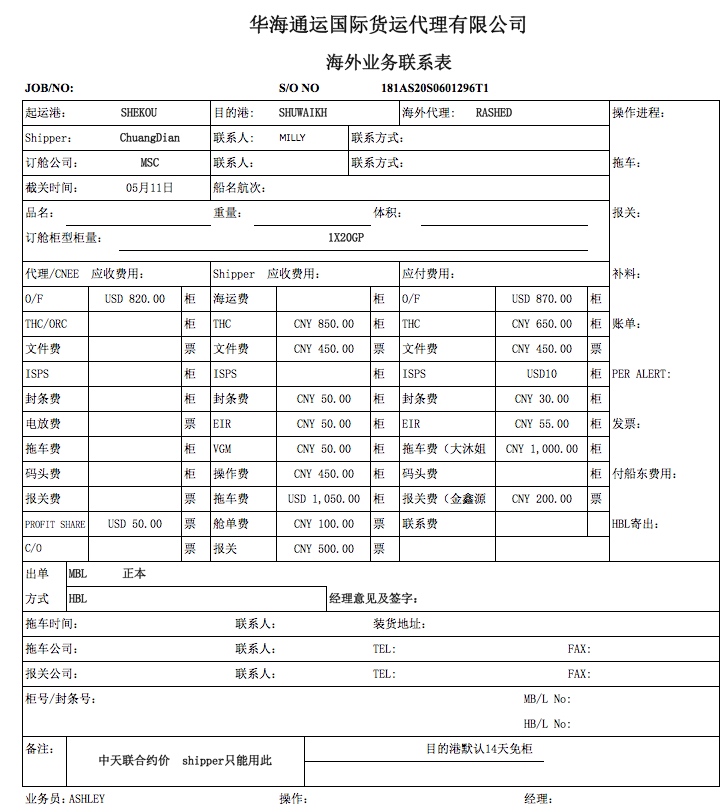 华海通运国际货运代理有限公司
海外业务联系表
JOB/NO: S/O NO 181AS20S0601296T1
起运港: SHEKOU 目的港: SHUWAIKH 海外代理: RASHED 操作进程:
Shipper: ChuangDian 联系人: MILLY 联系方式:
订舱公司: MSC 联系人: 联系方式: 拖车:
截关时间: 05月11日 船名航次:
品名: 重量: 体积: 报关:
订舱柜型柜量: 1X20GP
代理/CNEE 应收费用: Shipper 应收费用: 应付费用: 补料:
O/F USD 820.00 柜 海运费 柜 O/F USD 870.00 柜
THC/ORC 柜 THC CNY 850.00 柜 THC CNY 650.00 柜 账单:
文件费 票 文件费 CNY 450.00 票 文件费 CNY 450.00 票
ISPS 柜 ISPS 柜 ISPS USD10 柜 PER ALERT:
封条费 柜 封条费 CNY 50.00 柜 封条费 CNY 30.00 柜
电放费 票 EIR CNY 50.00 柜 EIR CNY 55.00 柜 发票:
拖车费 柜 VGM CNY 50.00 柜 拖车费（大沐姐 CNY 1,000.00 柜
码头费 柜 操作费 CNY 450.00 柜 码头费 柜 付船东费用:
报关费 票 拖车费 USD 1,050.00 柜 报关费（金鑫源 CNY 200.00 票
PROFIT SHARE USD 50.00 票 舱单费 CNY 100.00 票 联系费 HBL寄出:
C/O 票 报关 CNY 500.00 票
出单 MBL 正本
方式 HBL 经理意见及签字:
拖车时间: 联系人: 装货地址:
拖车公司: 联系人: TEL: FAX:
报关公司: 联系人: TEL: FAX:
柜号/封条号: MB/L No:
HB/L No:
备注: 中天联合约价 shipper只能用此 目的港默认14天免柜
业务员: ASHLEY 操作: 经理: